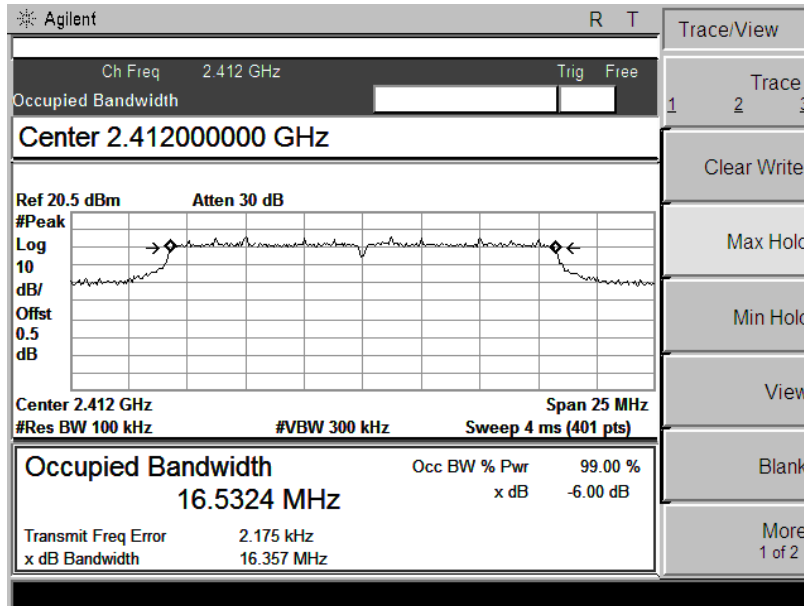 Agilent R T
Ch Freq 2.412 GHz Trig Free
Occupied Bandwidth
Center 2.412000000 GHz
Ref 20.5 dBm Atten 30 dB
#Peak
Log
10
dB/
Offst
0.5
dB
Center 2.412 GHz Span 25 MHz
#Res BW 100 kHz #VBW 300 kHz Sweep 4 ms (401 pts)
Occupied Bandwidth Occ BW % Pwr 99.00 %
16.5324 MHz x dB -6.00 dB
Transmit Freq Error 2.175 kHz
x dB Bandwidth 16.357 MHz
Trace/View
Trace
1 2 3
Clear Write
Max Hold
Min Hold
View
Blank
More
1 of 2